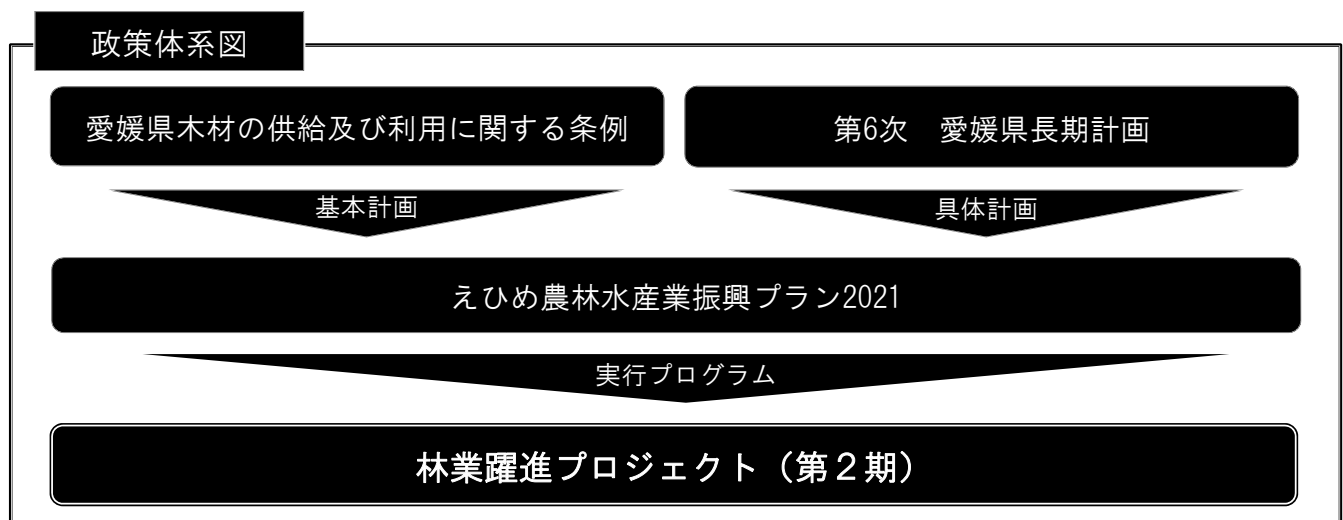 政策体系図
愛媛県木材の供給及び利用に関する条例
第6次　愛媛県長期計画
基本計画
具体計画
えひめ農林水産業振興プラン2021
実行プログラム
林業躍進プロジェクト（第２期）